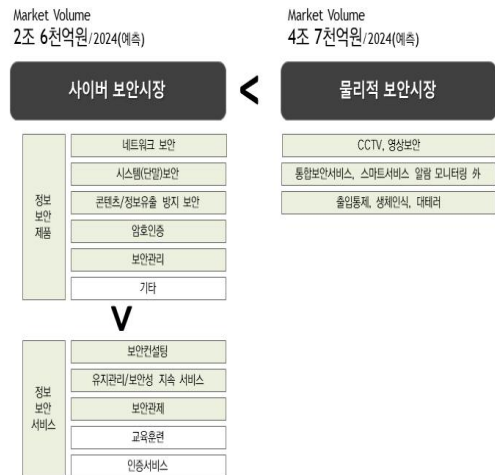 Market Volume
2조 6천억원/2024(예측)
사이버 보안시장
<
Market Volume
4조 7천억원/2024(예측)
물리적 보안시장
정보
보안
제품
네트워크 보안
시스템(단말)보안
콘텐츠/정보유출 방지 보안
암호인증
보안관리
기타
CCTV, 영상보안
통합보안서비스, 스마트서비스 알람 모니터링 外
출입통제, 생체인식, 대테러
V
정보
보안
서비스
보안컨설팅
유지관리/보안성 지속 서비스
보안관제
교육훈련
인증서비스